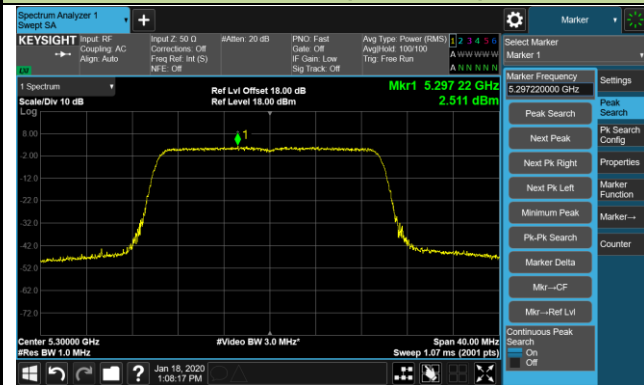 Spectrum Analyzer 1
Swept SA
+
Marker
KEYSIGHT
Input: RF
Coupling: AC
Align: Auto
Input Z: 50 Ω
Corrections: Off
Freq Ref: Int (S)
NFE: Off
#Atten: 20 dB
PNO: Fast
Gate: Off
IF Gain: Low
Sig Track: Off
Avg Type: Power (RMS)
Avg|Hold: 100/100
Trig: Free Run
1 2 3 4 5 6
A W W W W W
A N N N N N
Select Marker
Marker 1
1 Spectrum
Scale/Div 10 dB
Log
Ref Lvl Offset 18.00 dB
Ref Level 18.00 dBm
Mkr1 5.297 22 GHz
2.511 dBm
1
8.00
-2.00
-12.0
-22.0
-32.0
-42.0
-52.0
-62.0
-72.0
Center 5.30000 GHz
#Res BW 1.0 MHz
#Video BW 3.0 MHz*
Span 40.00 MHz
Sweep 1.07 ms (2001 pts)
Marker Frequency
5.297220000 GHz
Peak Search
Next Peak
Next Pk Right
Next Pk Left
Minimum Peak
Pk-Pk Search
Marker Delta
Mkr→CF
Mkr→Ref Lvl
Continuous Peak
Search
On
Off
Settings
Peak
Search
Pk Search
Config
Properties
Marker
Function
Marker→
Counter
?
Jan 18, 2020
1:08:17 PM